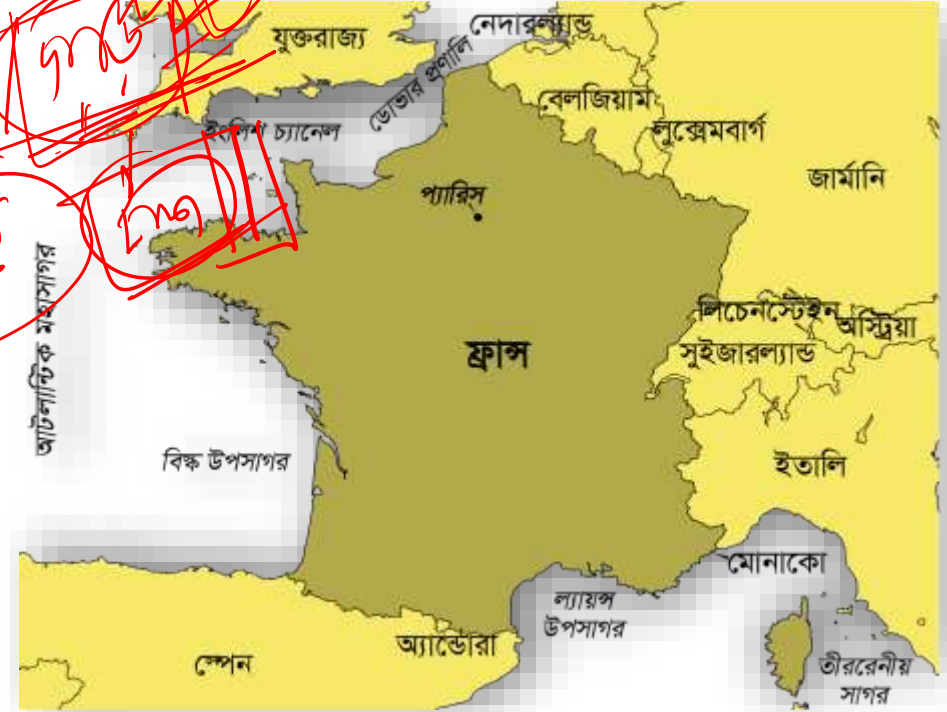 নেদারল্যান্ড
যুক্তরাজ্য
ডোভার প্রণালি
বেলজিয়াম
ইংলিশ চ্যানেল
লুক্সেমবার্গ
জার্মানি
প্যারিস
আটলান্টিক মহাসাগর
লিচেনস্টেইন
অস্ট্রিয়া
ফ্রান্স
সুইজারল্যান্ড
বিস্ক উপসাগর
ইতালি
মোনাকো
ল্যায়ন্স
উপসাগর
অ্যান্ডোরা
স্পেন
তীররেনীয়
সাগর